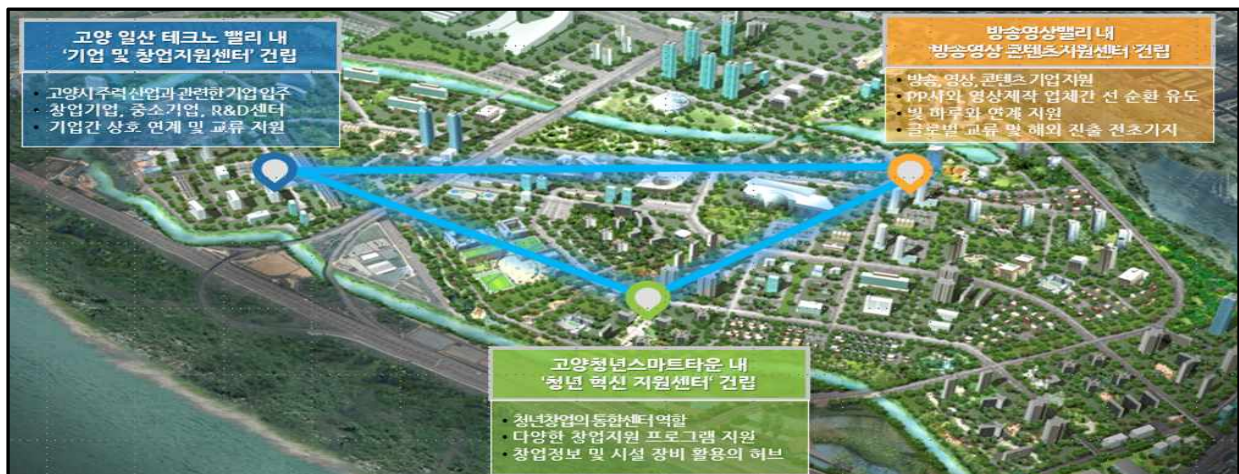 고양 일산 테크노 밸리 내
‘기업 및 창업지원센터’ 건립
• 고양시 주력 산업과 관련한 기업 입주
• 창업기업, 중소기업, R&D센터
• 기업간 상호 연계 및 교류 지원
방송영상밸리 내
‘방송영상 콘텐츠지원센터’ 건립
• 방송, 영상, 콘텐츠 기업 지원
• PP사와 영상제작 업체간 선 순환 유도
• 빛 마루와 연계 지원
• 글로벌 교류 및 해외 진출 전초기지
고양청년스마트타운 내
‘청년 혁신 지원센터’ 건립
• 청년창업의 통합센터 역할
• 다양한 창업지원 프로그램 지원
• 창업정보 및 시설 장비 활용의 허브